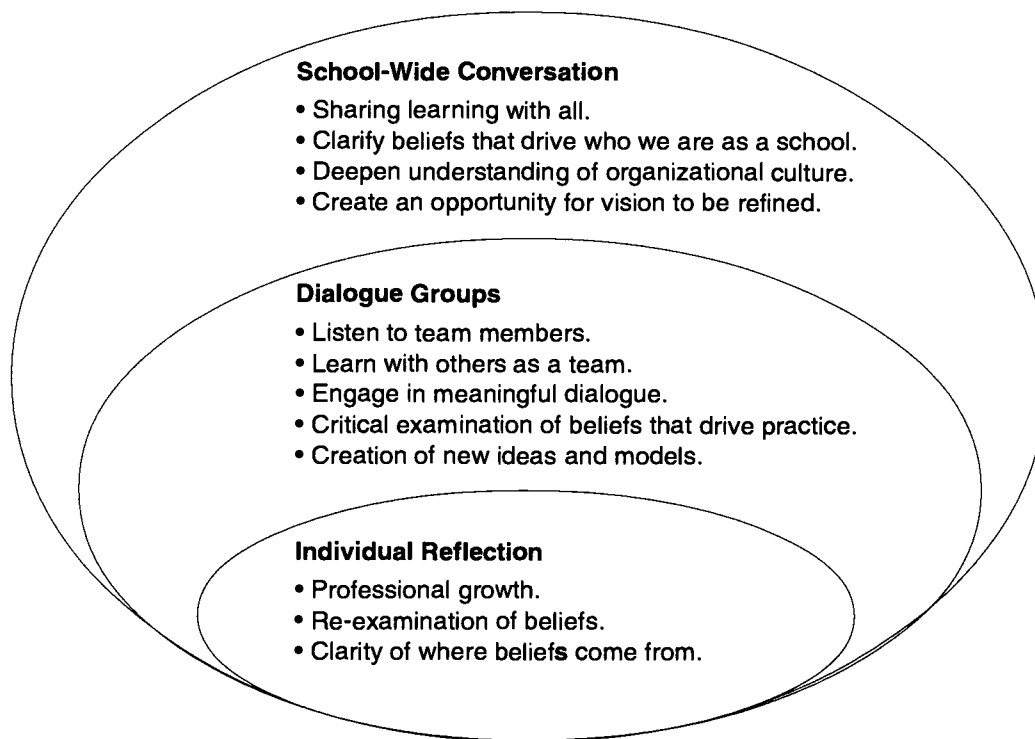 School-Wide Conversation
• Sharing learning with all.
• Clarify beliefs that drive who we are as a school.
• Deepen understanding of organizational culture.
• Create an opportunity for vision to be refined.
Dialogue Groups
• Listen to team members.
• Learn with others as a team.
• Engage in meaningful dialogue.
• Critical examination of beliefs that drive practice.
• Creation of new ideas and models.
Individual Reflection
• Professional growth.
• Re-examination of beliefs.
• Clarity of where beliefs come from.